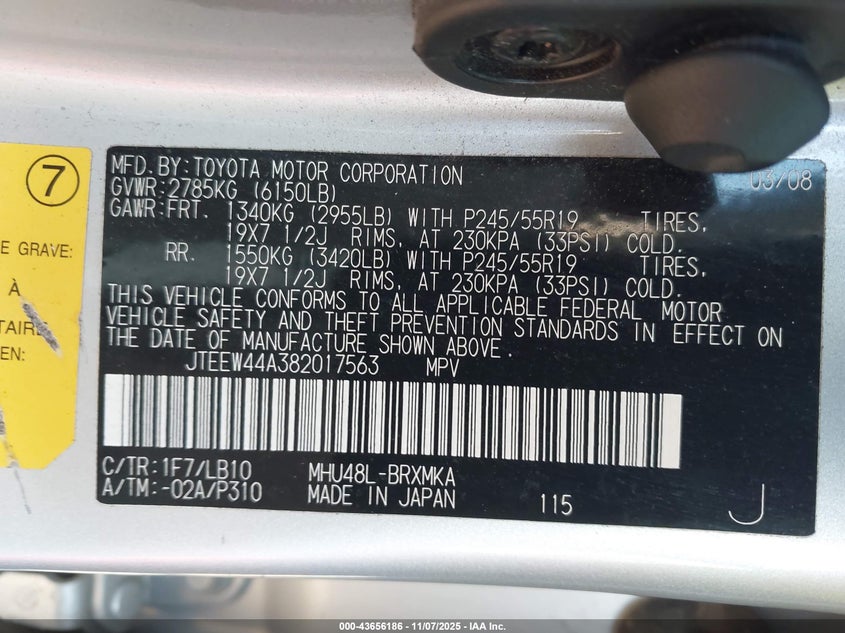 7
E GRAVE:
À
TAIRE
EN:
MFD.BY:TOYOTA MOTOR CORPORATION 03/08
GVWR:2785KG (6150LB)
GAWR:FRT. 1340KG (2955LB) WITH P245/55R19 TIRES,
19X7 1/2J RIMS, AT 230KPA (33PSI) COLD.
RR. 1550KG (3420LB) WITH P245/55R19 TIRES,
19X7 1/2J RIMS, AT 230KPA (33PSI) COLD.
THIS VEHICLE CONFORMS TO ALL APPLICABLE FEDERAL MOTOR
VEHICLE SAFETY AND THEFT PREVENTION STANDARDS IN EFFECT ON
THE DATE OF MANUFACTURE SHOWN ABOVE.
JTEEW44A382017563 MPV
C/TR:1F7/LB10 MHU48L-BRXMKA
A/TM:-02A/P310 MADE IN JAPAN 115 J
000-43656186 - 11/07/2025 - IAA Inc.